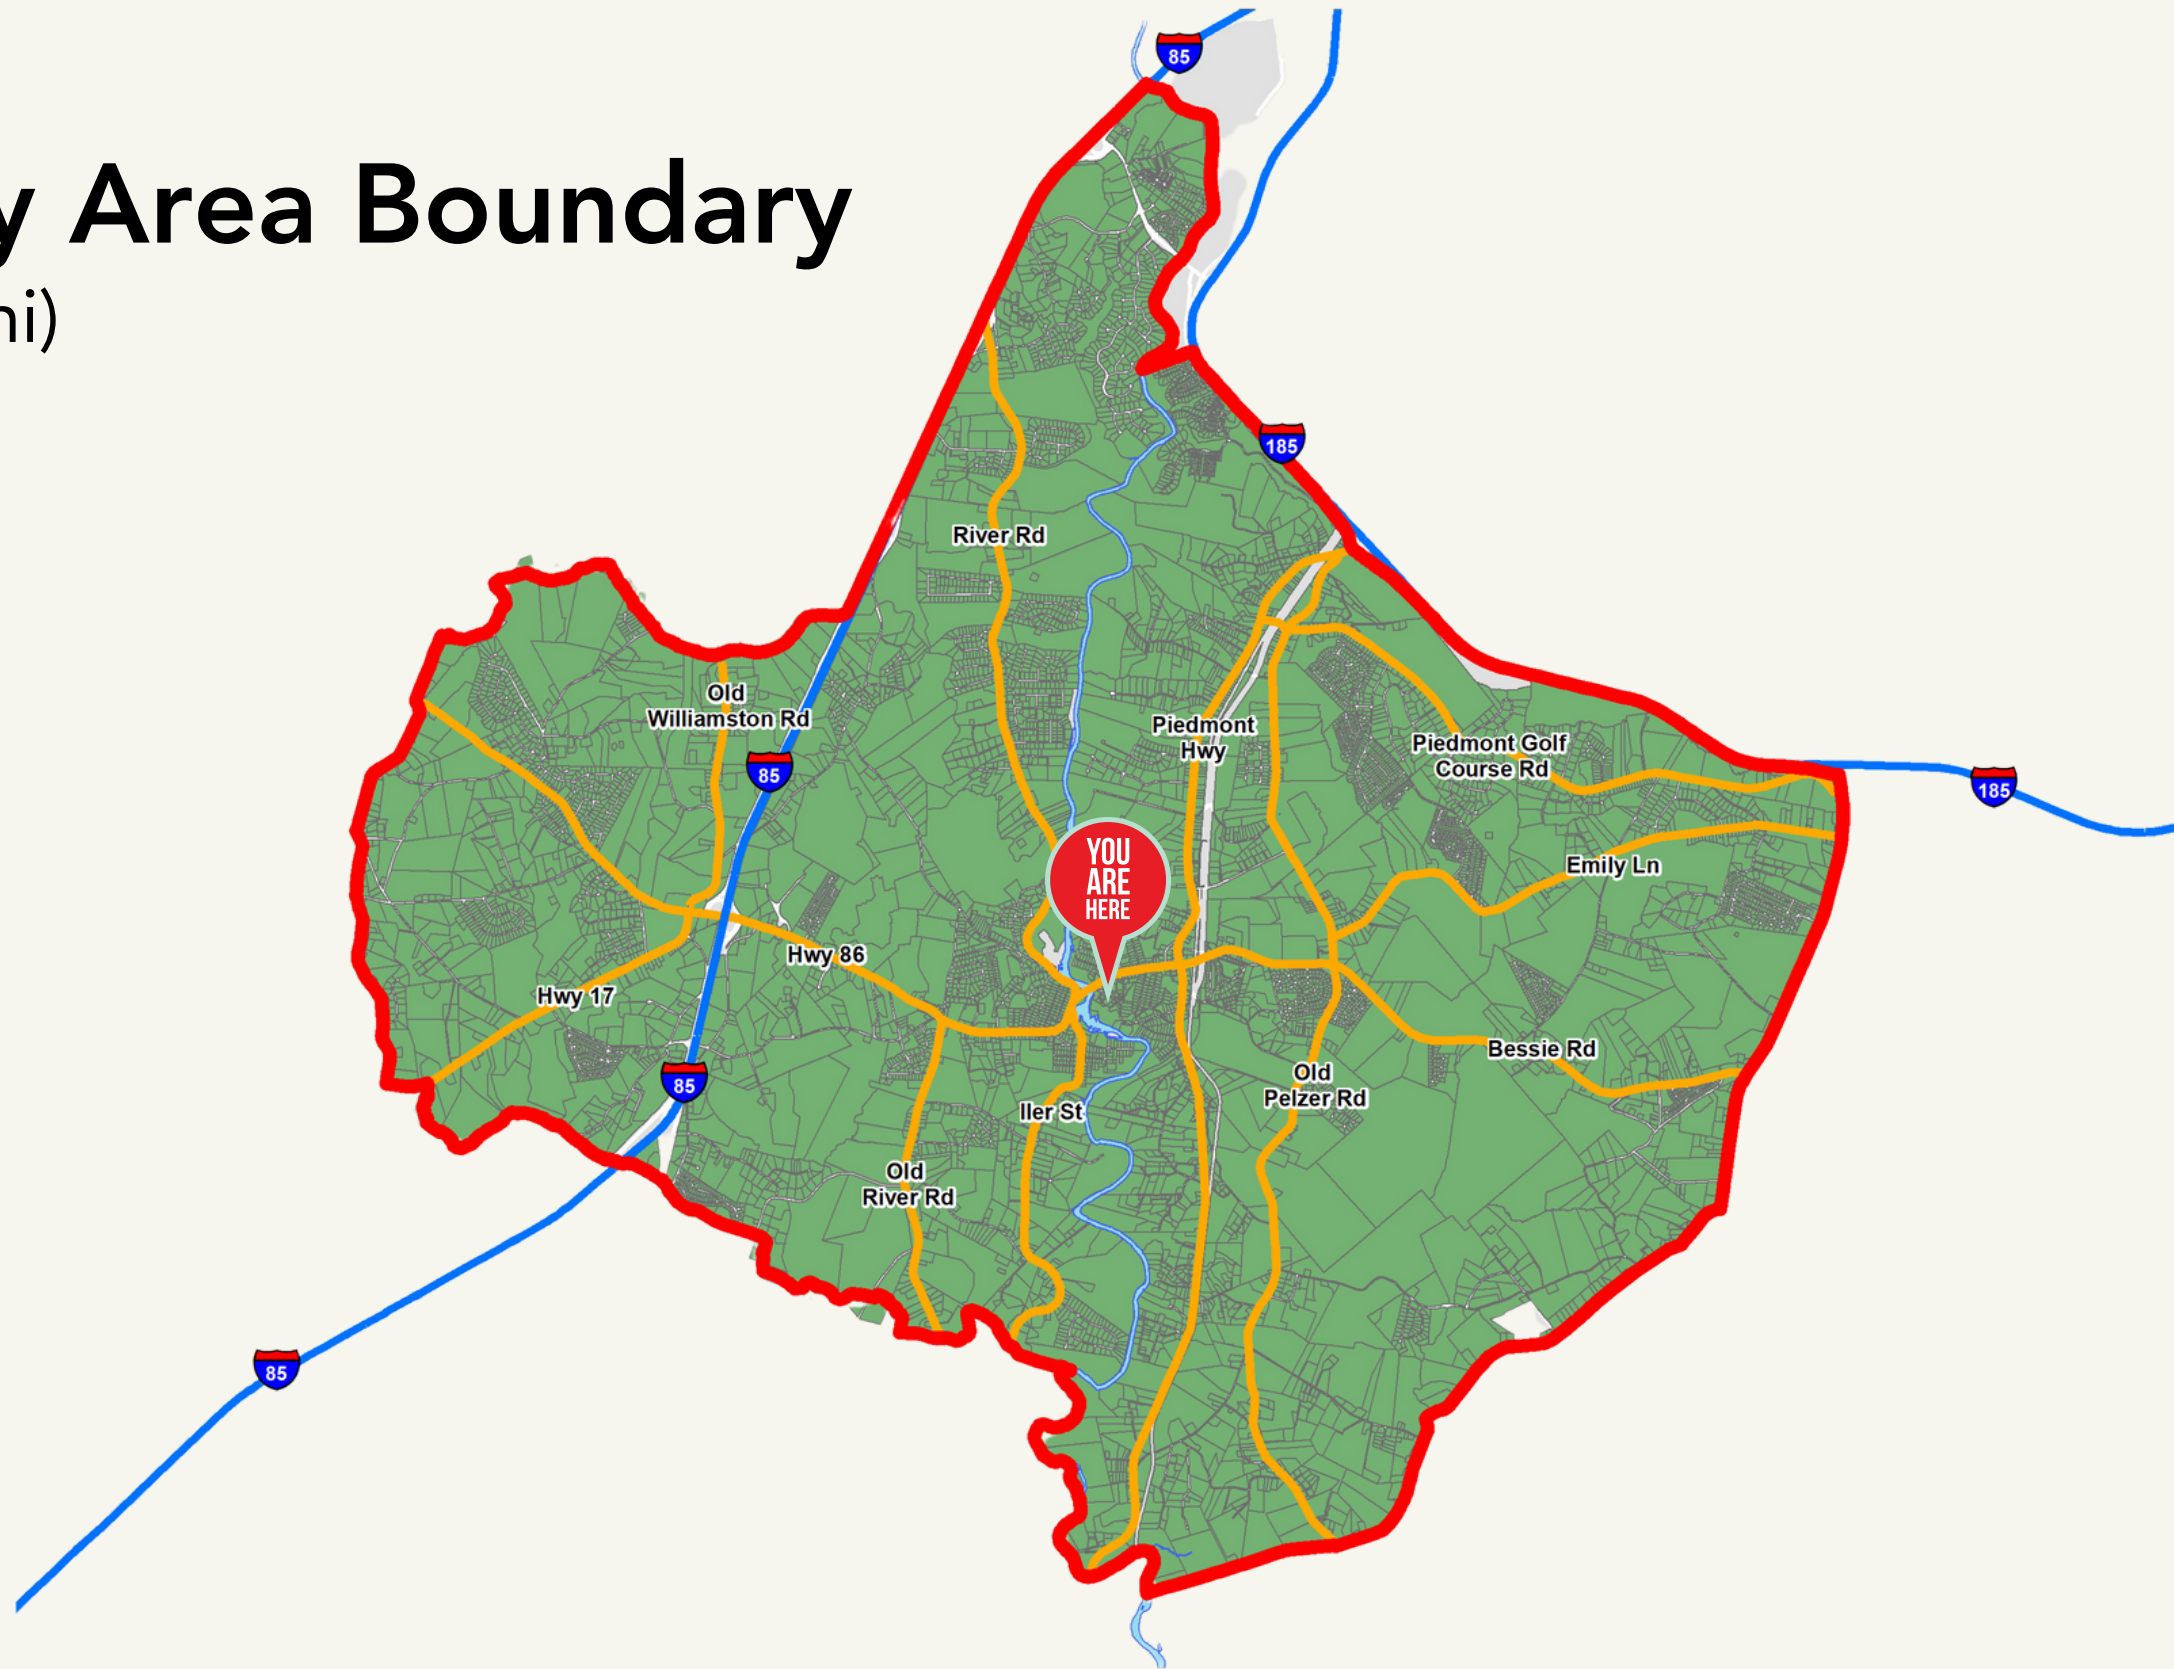 y Area Boundary
ni)
85
185
River Rd
Old
Williamston Rd
85
Piedmont
Hwy
Piedmont Golf
Course Rd
185
YOU
ARE
HERE
Emily Ln
Hwy 86
Hwy 17
Bessie Rd
85
Old
Pelzer Rd
Iler St
Old
River Rd
85